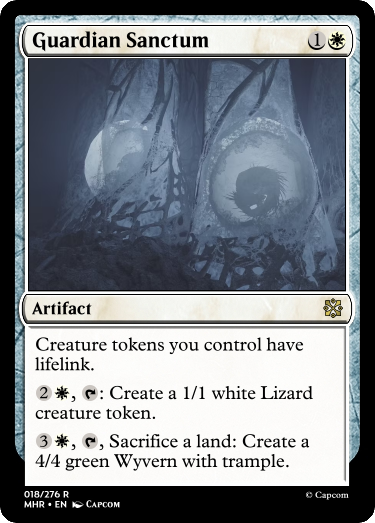 Guardian Sanctum 1
Artifact
Creature tokens you control have
lifelink.
2 , : Create a 1/1 white Lizard
creature token.
3 , , Sacrifice a land: Create a
4/4 green Wyvern with trample.
018/276 R
MHR • EN Capcom © Capcom